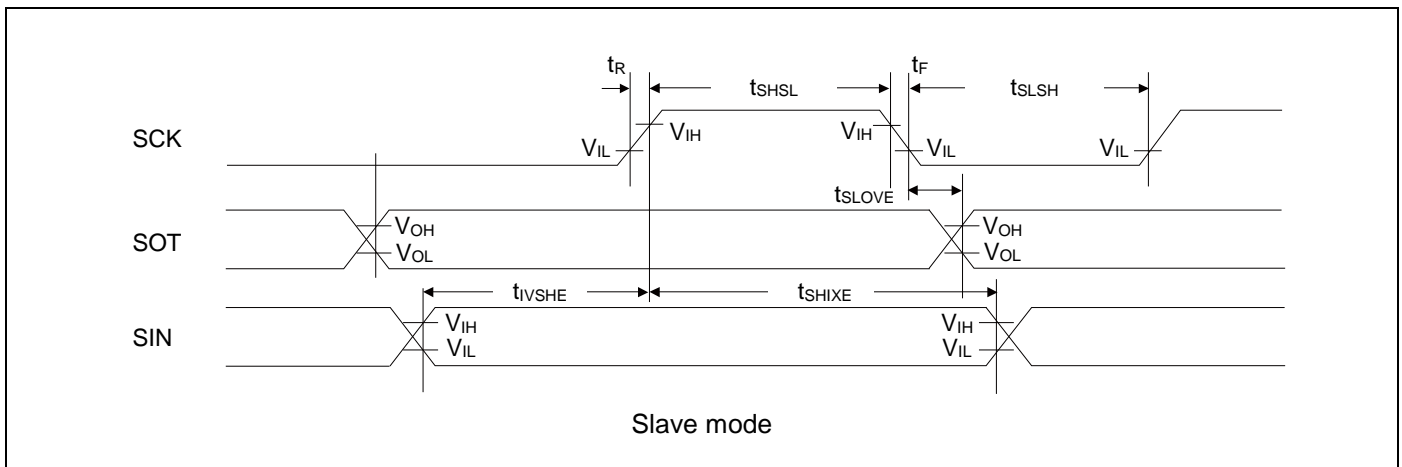 tR tSHSL tF tSLSH
SCK VIL VIH VIH VIL VIL
tSLOVE
SOT VOH VOL VOH VOL
tIVSHE tSHIXE
SIN VIH VIL VIH VIL
Slave mode